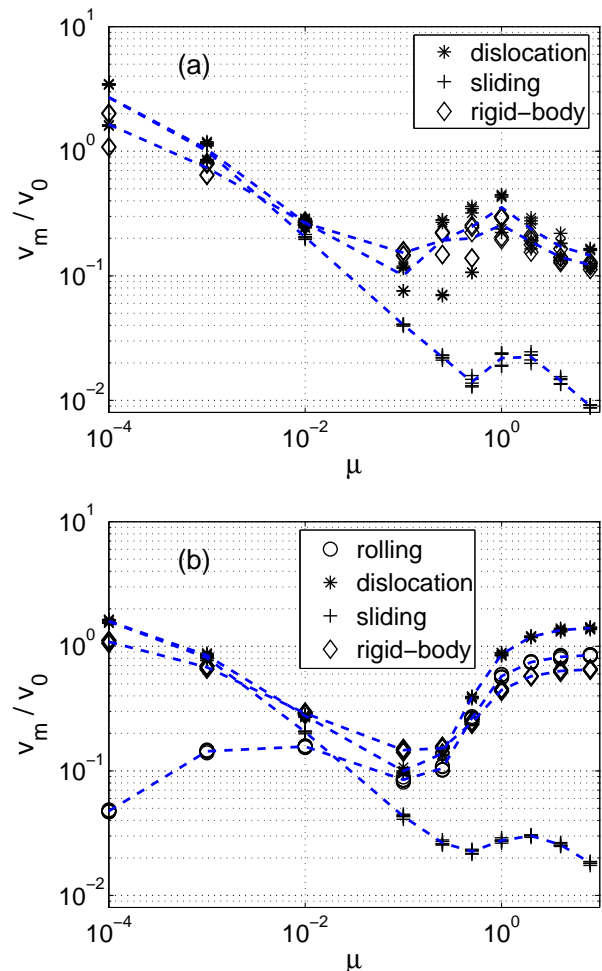 (a)
dislocation
sliding
rigid−body
10^1
10^0
10^−1
10^−2
v_m / v_0
10^−4
10^−2
10^0
μ
(b)
rolling
dislocation
sliding
rigid−body
10^1
10^0
10^−1
10^−2
v_m / v_0
10^−4
10^−2
10^0
μ